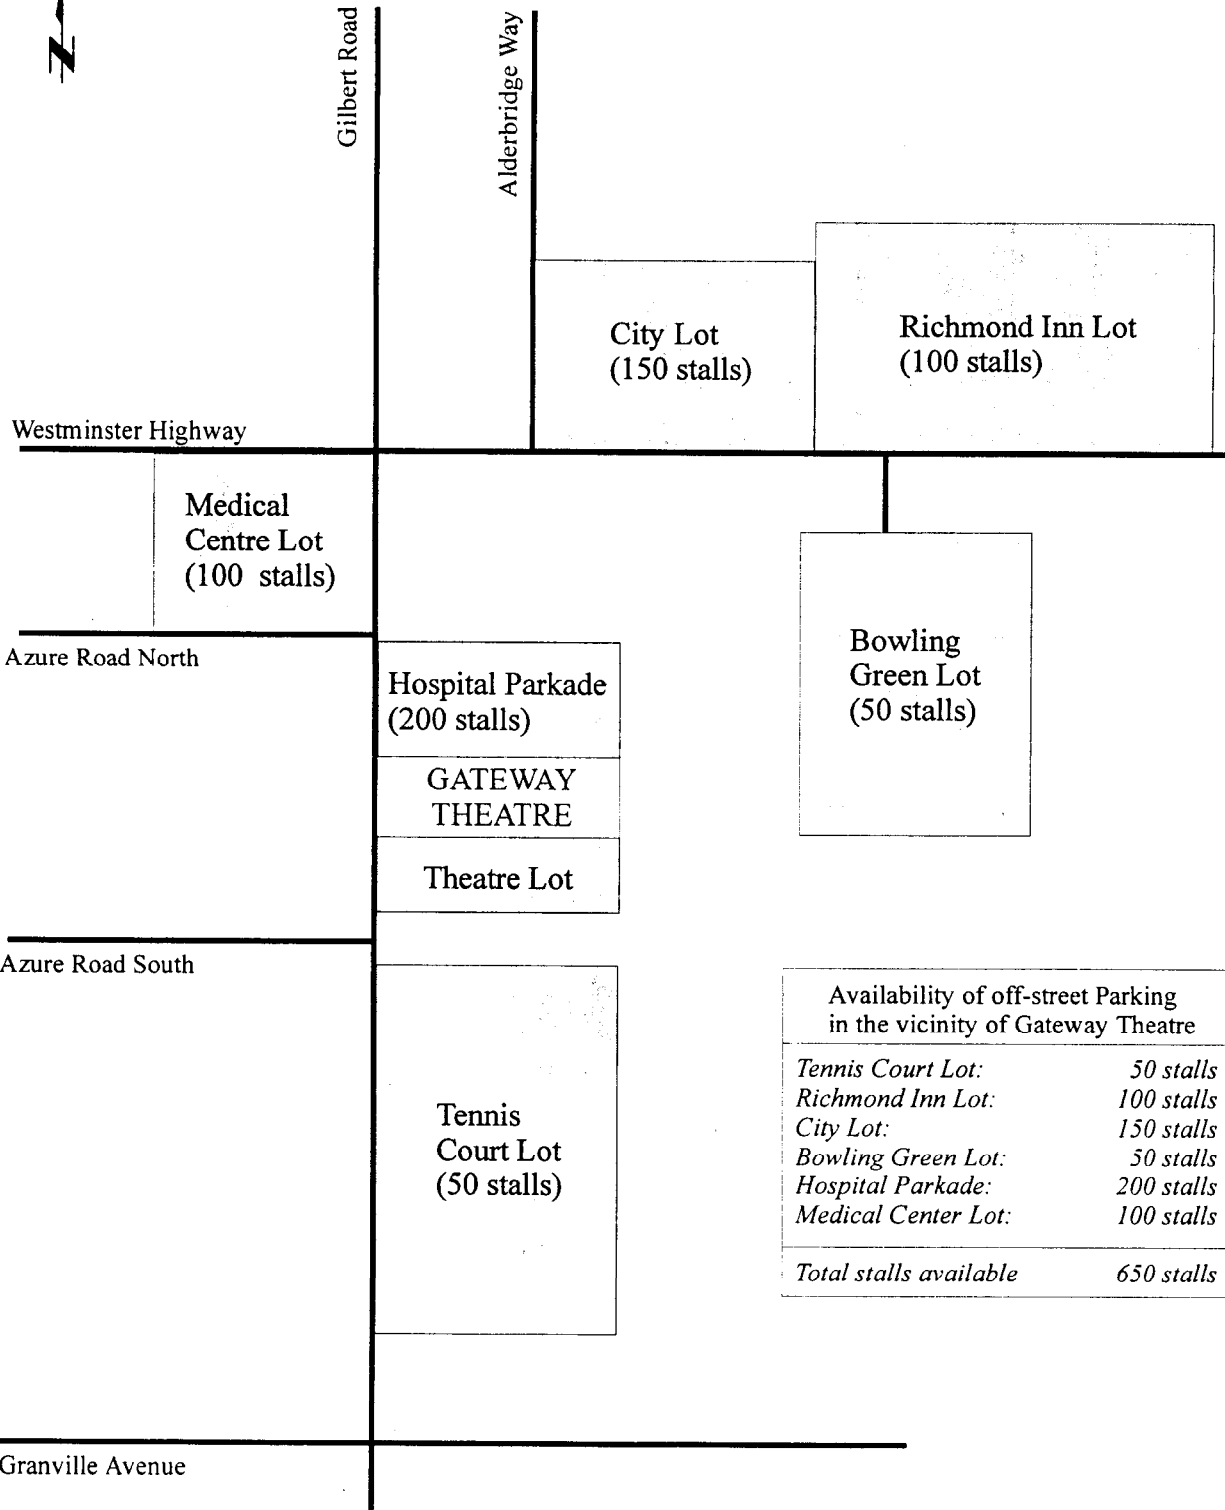 N
Gilbert Road
Alderbridge Way
City Lot
(150 stalls)
Richmond Inn Lot
(100 stalls)
Westminster Highway
Medical
Centre Lot
(100 stalls)
Azure Road North
Hospital Parkade
(200 stalls)
GATEWAY
THEATRE
Theatre Lot
Bowling
Green Lot
(50 stalls)
Azure Road South
Tennis
Court Lot
(50 stalls)
Availability of off-street Parking
in the vicinity of Gateway Theatre
Tennis Court Lot: 50 stalls
Richmond Inn Lot: 100 stalls
City Lot: 150 stalls
Bowling Green Lot: 50 stalls
Hospital Parkade: 200 stalls
Medical Center Lot: 100 stalls
Total stalls available 650 stalls
Granville Avenue